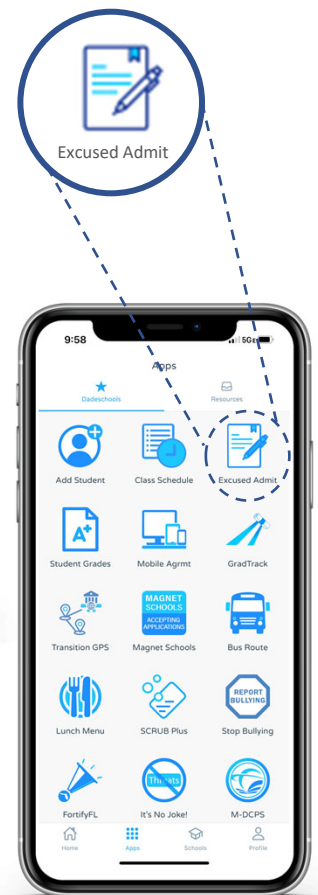 Excused Admit
9:58
5G
Apps
Dadeschools
Resources
Add Student
Class Schedule
Excused Admit
A+
Student Grades
Mobile Agrmt
GradTrack
Transition GPS
MAGNET
SCHOOLS
ACCEPTING
APPLICATIONS
Magnet Schools
Bus Route
Lunch Menu
SCRUB Plus
REPORT
BULLYING
Stop Bullying
FortifyFL
Threats
It's No Joke!
M-DCPS
Home
Apps
Schools
Profile